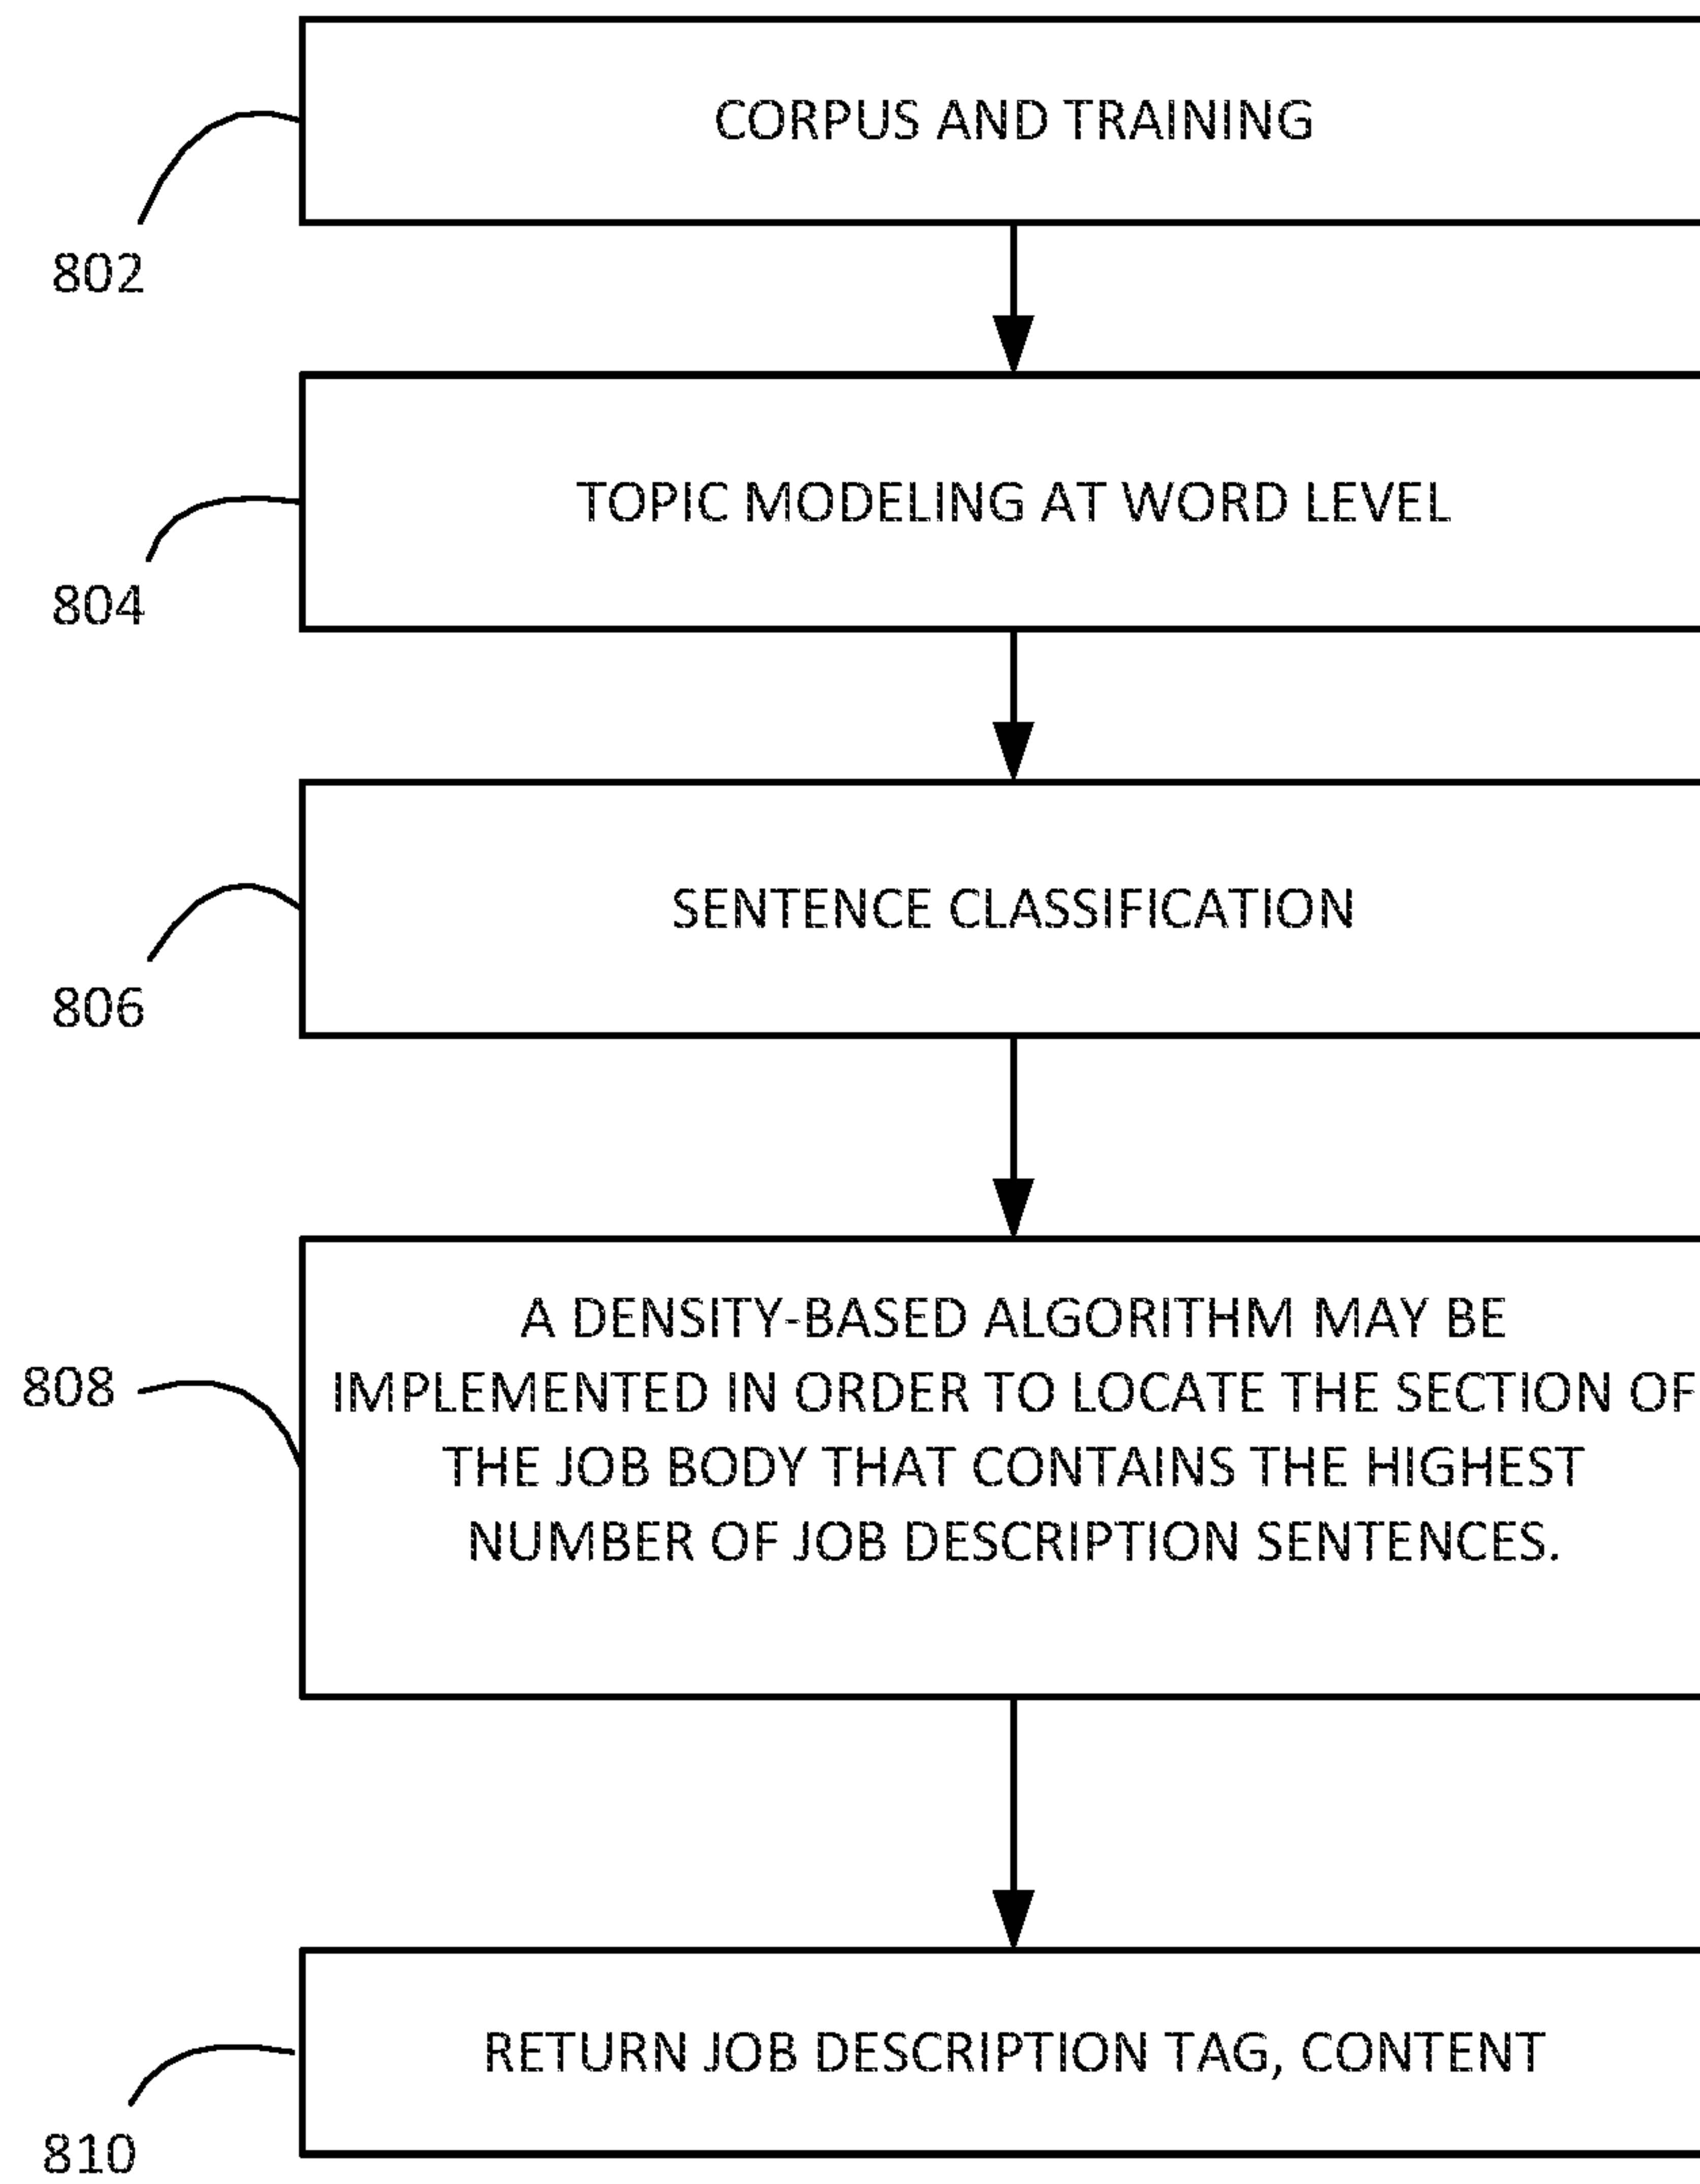 CORPUS AND TRAINING
802
TOPIC MODELING AT WORD LEVEL
804
SENTENCE CLASSIFICATION
806
A DENSITY-BASED ALGORITHM MAY BE
IMPLEMENTED IN ORDER TO LOCATE THE SECTION OF
808
THE JOB BODY THAT CONTAINS THE HIGHEST
NUMBER OF JOB DESCRIPTION SENTENCES.
RETURN JOB DESCRIPTION TAG, CONTENT
810